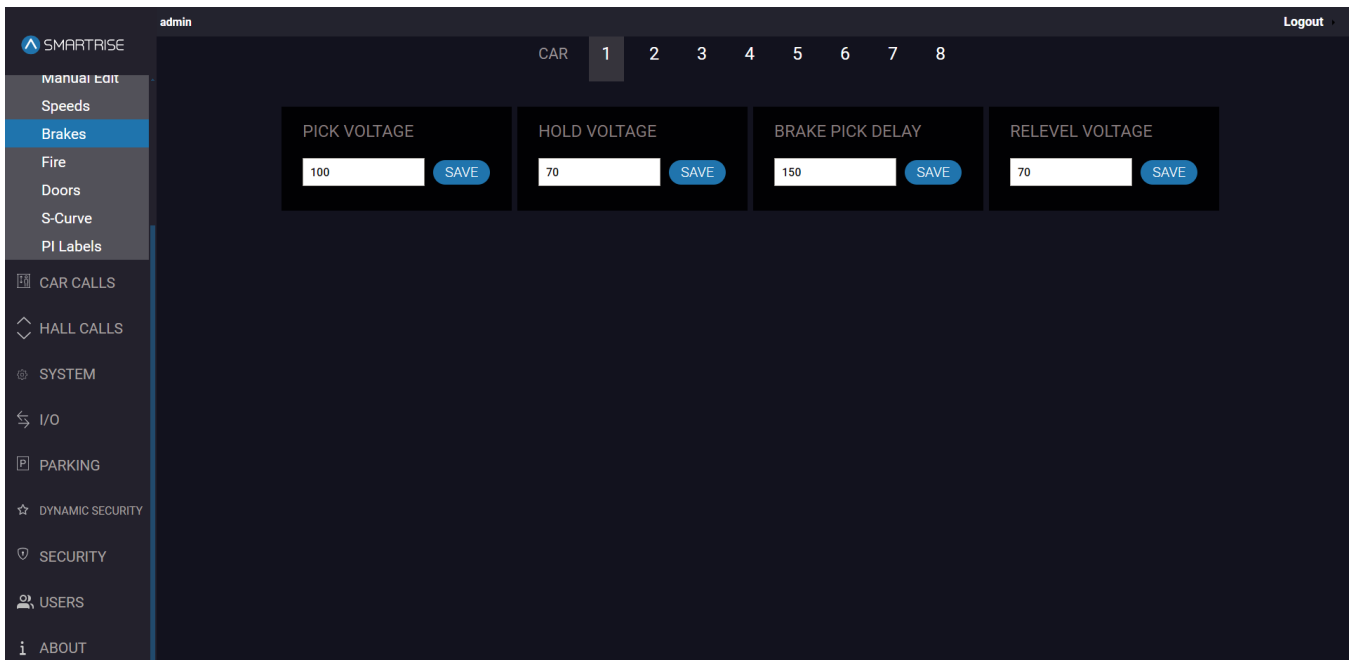 admin
Logout
SMARTRISE
CAR 1 2 3 4 5 6 7 8
Manual Edit
Speeds
Brakes
Fire
Doors
S-Curve
PI Labels
CAR CALLS
HALL CALLS
SYSTEM
I/O
PARKING
DYNAMIC SECURITY
SECURITY
USERS
ABOUT
PICK VOLTAGE
100 SAVE
HOLD VOLTAGE
70 SAVE
BRAKE PICK DELAY
150 SAVE
RELEVEL VOLTAGE
70 SAVE